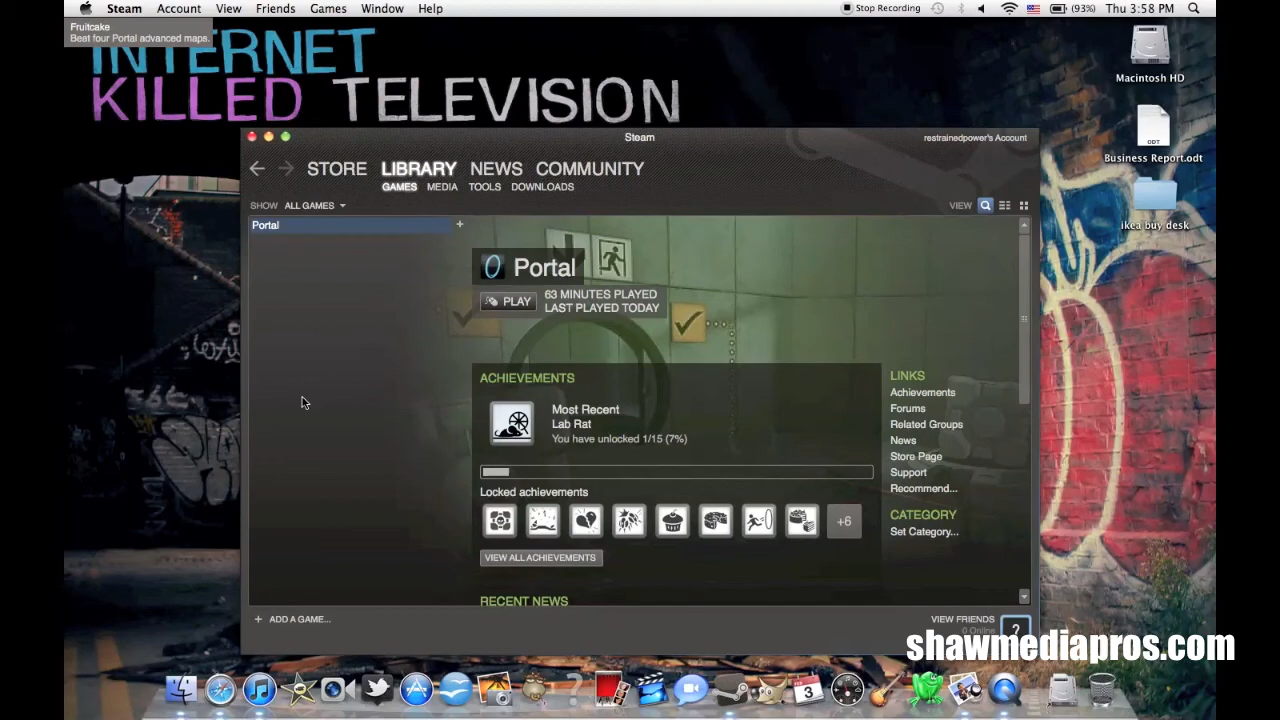 Steam Account View Friends Games Window Help
Stop Recording (93%) Thu 3:58 PM
Fruitcake
Beat four Portal advanced maps.
INTERNET
KILLED TELEVISION
Macintosh HD
ODT
Business Report.odt
ikea buy desk
Steam
restrainedpower's Account
STORE LIBRARY NEWS COMMUNITY
GAMES MEDIA TOOLS DOWNLOADS
SHOW ALL GAMES
VIEW
Portal +
Portal
PLAY
63 MINUTES PLAYED
LAST PLAYED TODAY
ACHIEVEMENTS
Most Recent
Lab Rat
You have unlocked 1/15 (7%)
Locked achievements
+6
VIEW ALL ACHIEVEMENTS
RECENT NEWS
LINKS
Achievements
Forums
Related Groups
News
Store Page
Support
Recommend...
CATEGORY
Set Category...
+ ADD A GAME...
VIEW FRIENDS
0 Online
?
shawmediapros.com
3